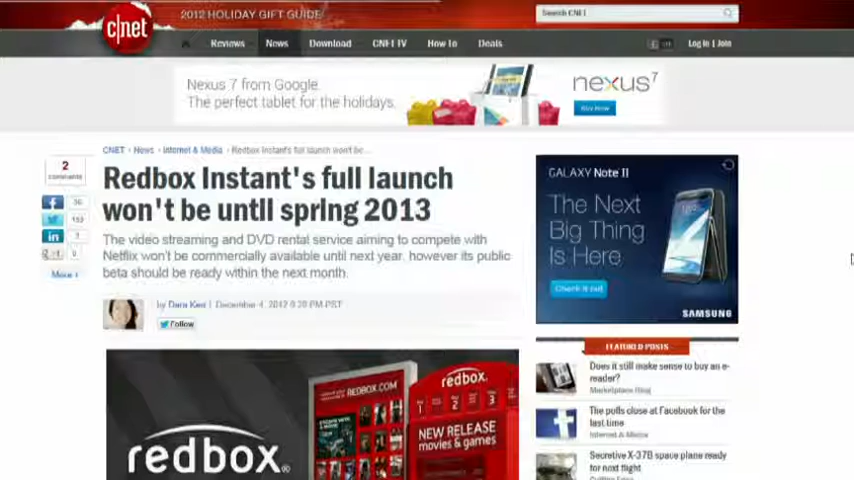 c|net
2012 HOLIDAY GIFT GUIDE
Search CNET
Reviews
News
Download
CNET TV
How To
Deals
Log In | Join
Nexus 7 from Google.
The perfect tablet for the holidays.
nexus 7
Buy Now
CNET › News › Internet & Media › Redbox Instant's full launch won't be...
2
COMMENTS
Redbox Instant's full launch
won't be until spring 2013
The video streaming and DVD rental service aiming to compete with
Netflix won't be commercially available until next year, however its public
beta should be ready within the next month.
More +
by Dara Kerr | December 4, 2012 9:20 PM PST
Follow
GALAXY Note II
The Next
Big Thing
Is Here
Check it out
SAMSUNG
FEATURED POSTS
Does it still make sense to buy an e-
reader?
Marketplace Blog
The polls close at Facebook for the
last time
Internet & Media
Secretive X-37B space plane ready
for next flight
Cutting Edge
REDBOX.COM
redbox.
1 2 3
NEW RELEASE
movies & games
redbox.